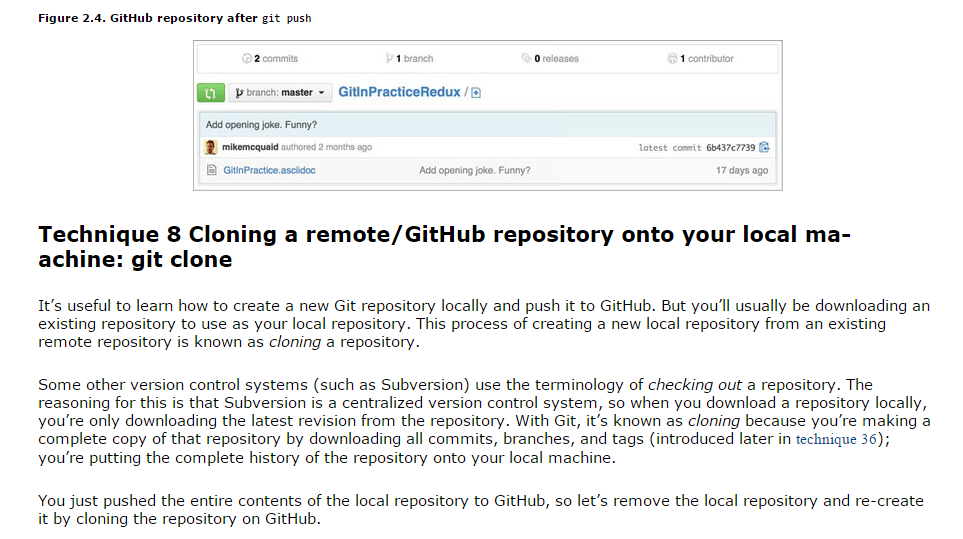 Figure 2.4. GitHub repository after git push
2 commits 1 branch 0 releases 1 contributor
branch: master GitInPracticeRedux /
Add opening joke. Funny?
mikemcquaid authored 2 months ago latest commit 6b437c7739
GitInPractice.asciidoc Add opening joke. Funny? 17 days ago
Technique 8 Cloning a remote/GitHub repository onto your local ma-
achine: git clone
It’s useful to learn how to create a new Git repository locally and push it to GitHub. But you’ll usually be downloading an
existing repository to use as your local repository. This process of creating a new local repository from an existing
remote repository is known as cloning a repository.
Some other version control systems (such as Subversion) use the terminology of checking out a repository. The
reasoning for this is that Subversion is a centralized version control system, so when you download a repository locally,
you’re only downloading the latest revision from the repository. With Git, it’s known as cloning because you’re making a
complete copy of that repository by downloading all commits, branches, and tags (introduced later in technique 36);
you’re putting the complete history of the repository onto your local machine.
You just pushed the entire contents of the local repository to GitHub, so let’s remove the local repository and re-create
it by cloning the repository on GitHub.